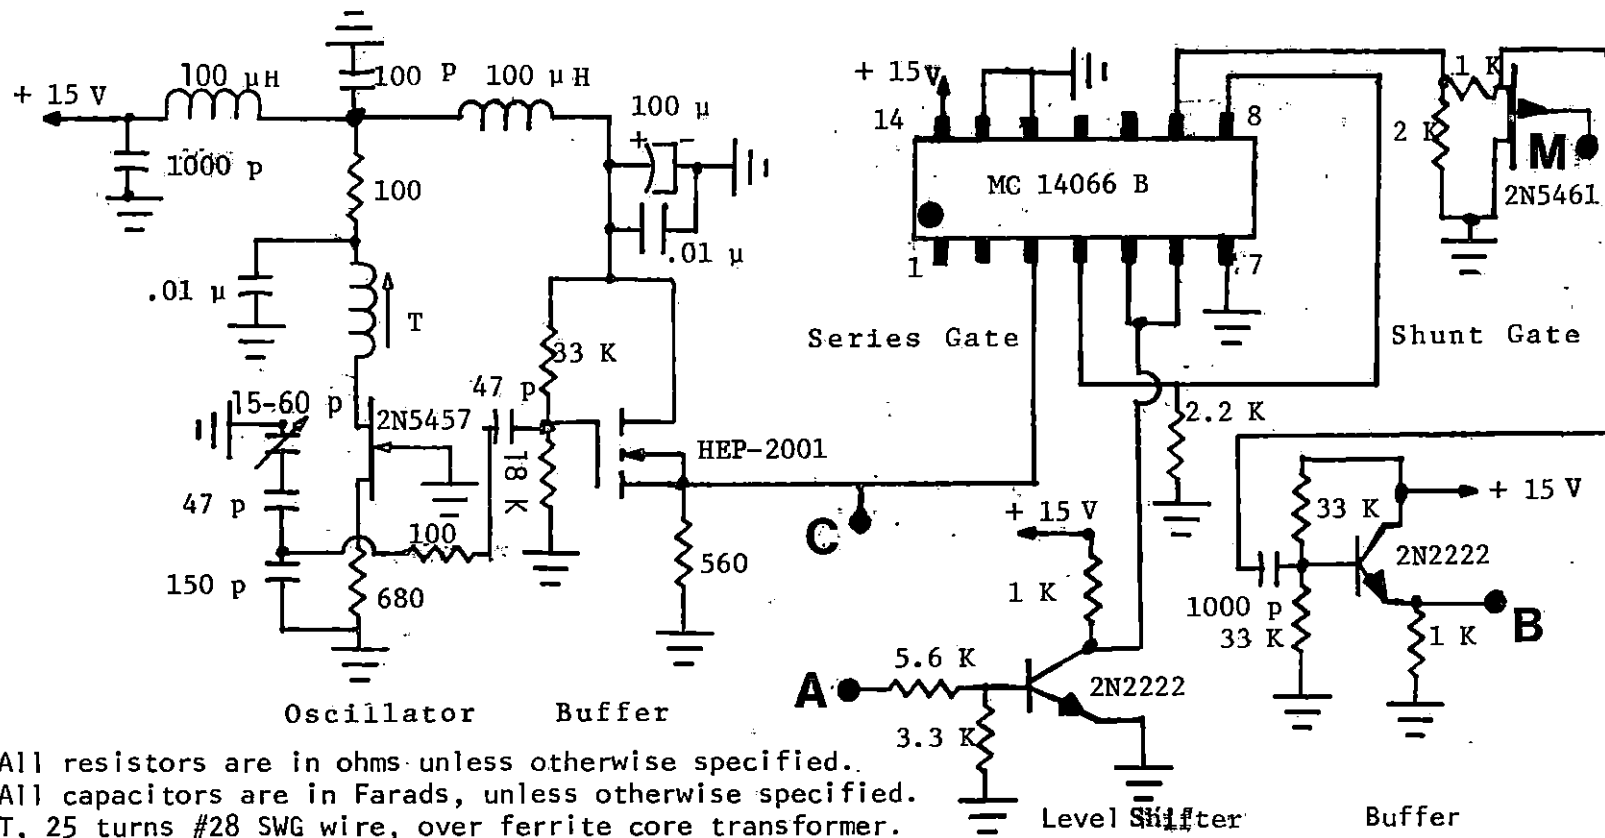 100 μH
100 p
100 μH
+ 15 V
1000 p
100
100 μ
+ -
.01 μ
.01 μ
T
33 K
47 p
15-60 p
2N5457
HEP-2001
18 K
47 p
100
150 p
680
560
C
Oscillator
Buffer
+ 15 V
14
8
MC 14066 B
1
7
Series Gate
Shunt Gate
1 K
2 K
M
2N5461
2.2 K
+ 15 V
1 K
5.6 K
A
2N2222
3.3 K
33 K
+ 15 V
2N2222
1000 p
33 K
1 K
B
Level Shifter
Buffer
All resistors are in ohms unless otherwise specified.
All capacitors are in Farads, unless otherwise specified.
T. 25 turns #28 SWG wire, over ferrite core transformer.